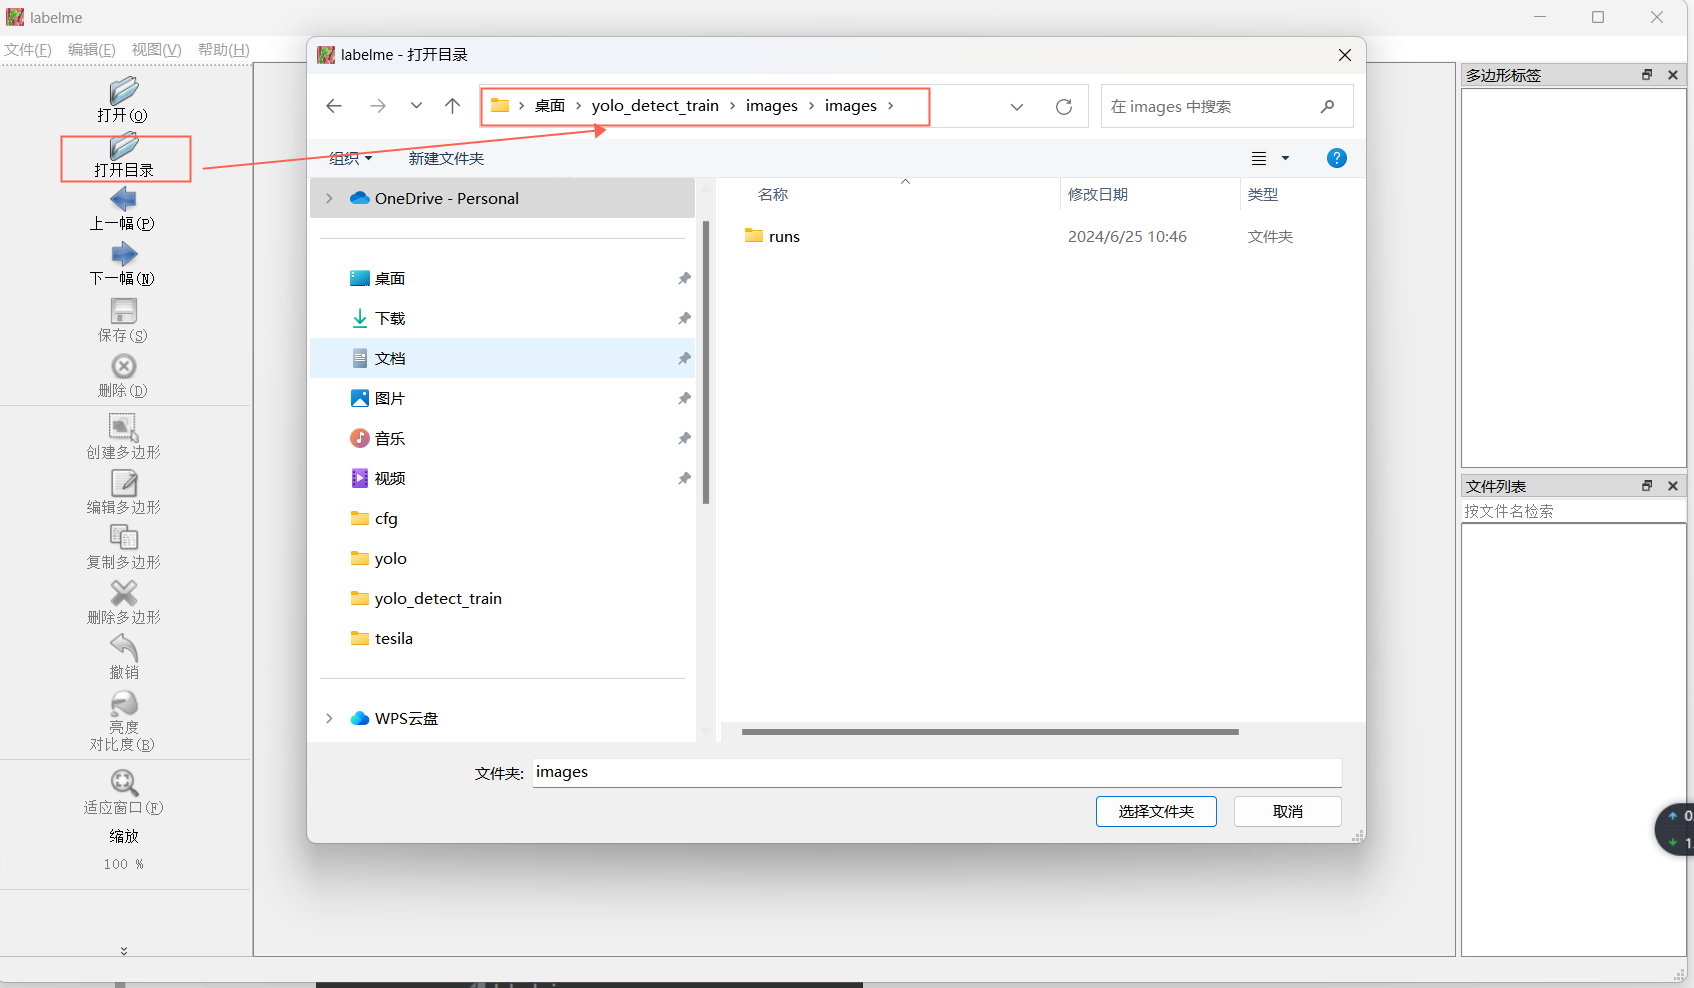 labelme
文件(F) 编辑(E) 视图(V) 帮助(H)
打开(O)
打开目录
上一幅(P)
下一幅(N)
保存(S)
删除(D)
创建多边形
编辑多边形
复制多边形
删除多边形
撤销
亮度
对比度(B)
适应窗口(F)
缩放
100 %
labelme - 打开目录
桌面 › yolo_detect_train › images › images ›
在 images 中搜索
组织 新建文件夹
OneDrive - Personal
桌面
下载
文档
图片
音乐
视频
cfg
yolo
yolo_detect_train
tesila
WPS云盘
名称 修改日期 类型
runs 2024/6/25 10:46 文件夹
文件夹: images
选择文件夹 取消
多边形标签
文件列表
按文件名检索